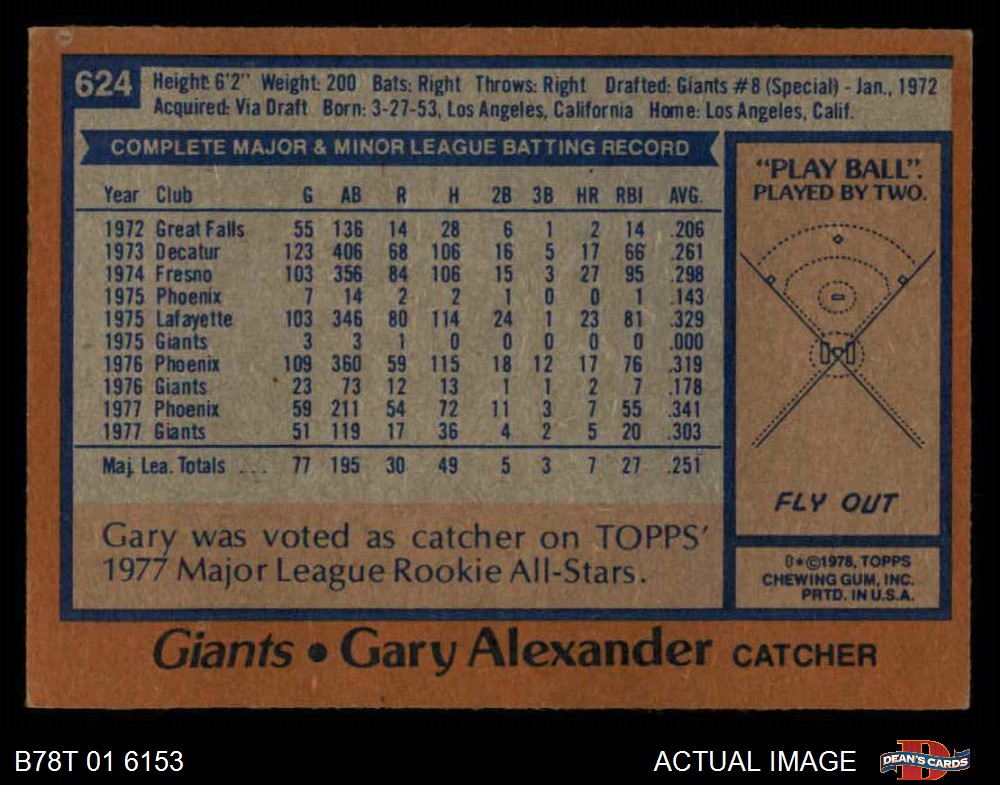 624
Height: 6'2" Weight: 200 Bats: Right Throws: Right Drafted: Giants #8 (Special) - Jan., 1972
Acquired: Via Draft Born: 3-27-53, Los Angeles, California Home: Los Angeles, Calif.
COMPLETE MAJOR & MINOR LEAGUE BATTING RECORD
Year Club G AB R H 2B 3B HR RBI AVG.
1972 Great Falls 55 136 14 28 6 1 2 14 .206
1973 Decatur 123 406 68 106 16 5 17 66 .261
1974 Fresno 103 356 84 106 15 3 27 95 .298
1975 Phoenix 7 14 2 2 1 0 0 1 .143
1975 Lafayette 103 346 80 114 24 1 23 81 .329
1975 Giants 3 3 1 0 0 0 0 0 .000
1976 Phoenix 109 360 59 115 18 12 17 76 .319
1976 Giants 23 73 12 13 1 1 2 7 .178
1977 Phoenix 59 211 54 72 11 3 7 55 .341
1977 Giants 51 119 17 36 4 2 5 20 .303
Maj. Lea. Totals .... 77 195 30 49 5 3 7 27 .251
Gary was voted as catcher on TOPPS'
1977 Major League Rookie All-Stars.
"PLAY BALL".
PLAYED BY TWO.
FLY OUT
D*©1978, TOPPS
CHEWING GUM, INC.
PRTD. IN U.S.A.
Giants • Gary Alexander CATCHER
B78T 01 6153
ACTUAL IMAGE
D
DEAN'S CARDS